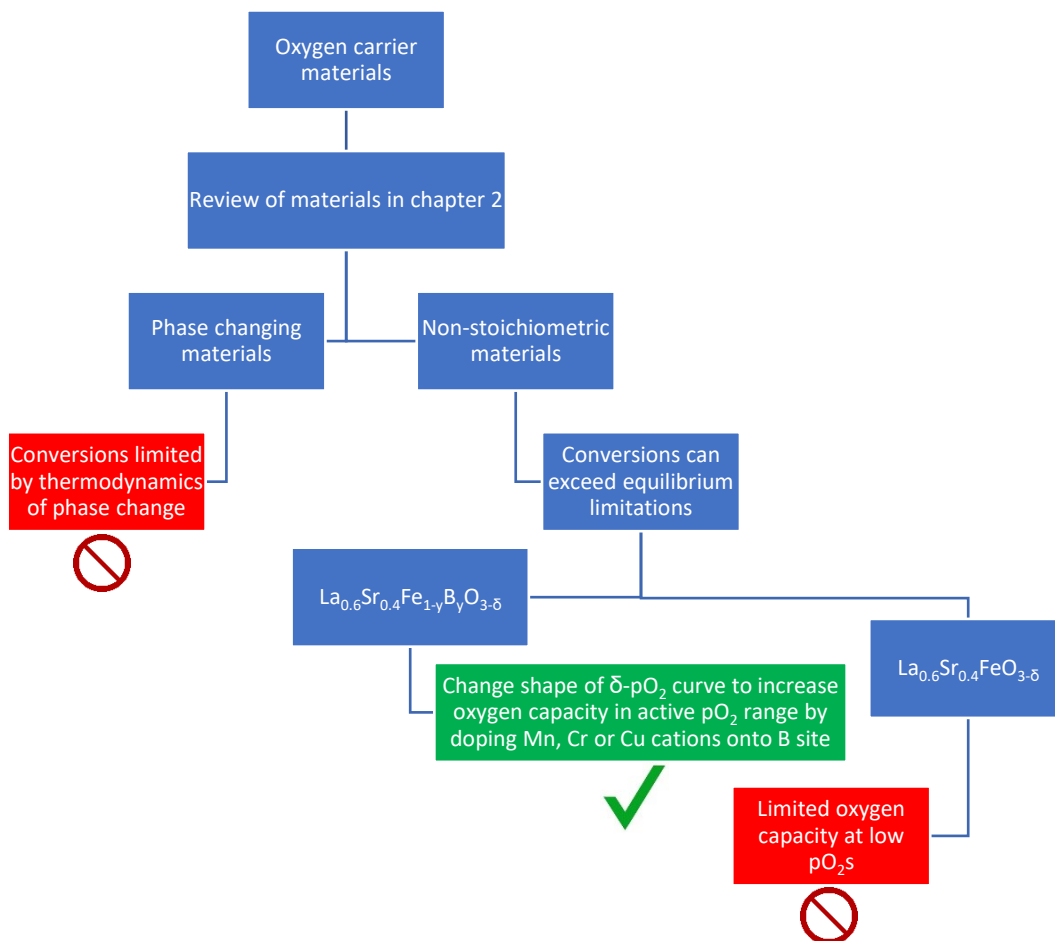 Oxygen carrier
materials
Review of materials in chapter 2
Phase changing
materials
Non-stoichiometric
materials
Conversions limited
by thermodynamics
of phase change
Conversions can
exceed equilibrium
limitations
La₀.₆Sr₀.₄Fe₁₋yByO₃₋δ
La₀.₆Sr₀.₄FeO₃₋δ
Change shape of δ-pO₂ curve to increase
oxygen capacity in active pO₂ range by
doping Mn, Cr or Cu cations onto B site
Limited oxygen
capacity at low
pO₂s